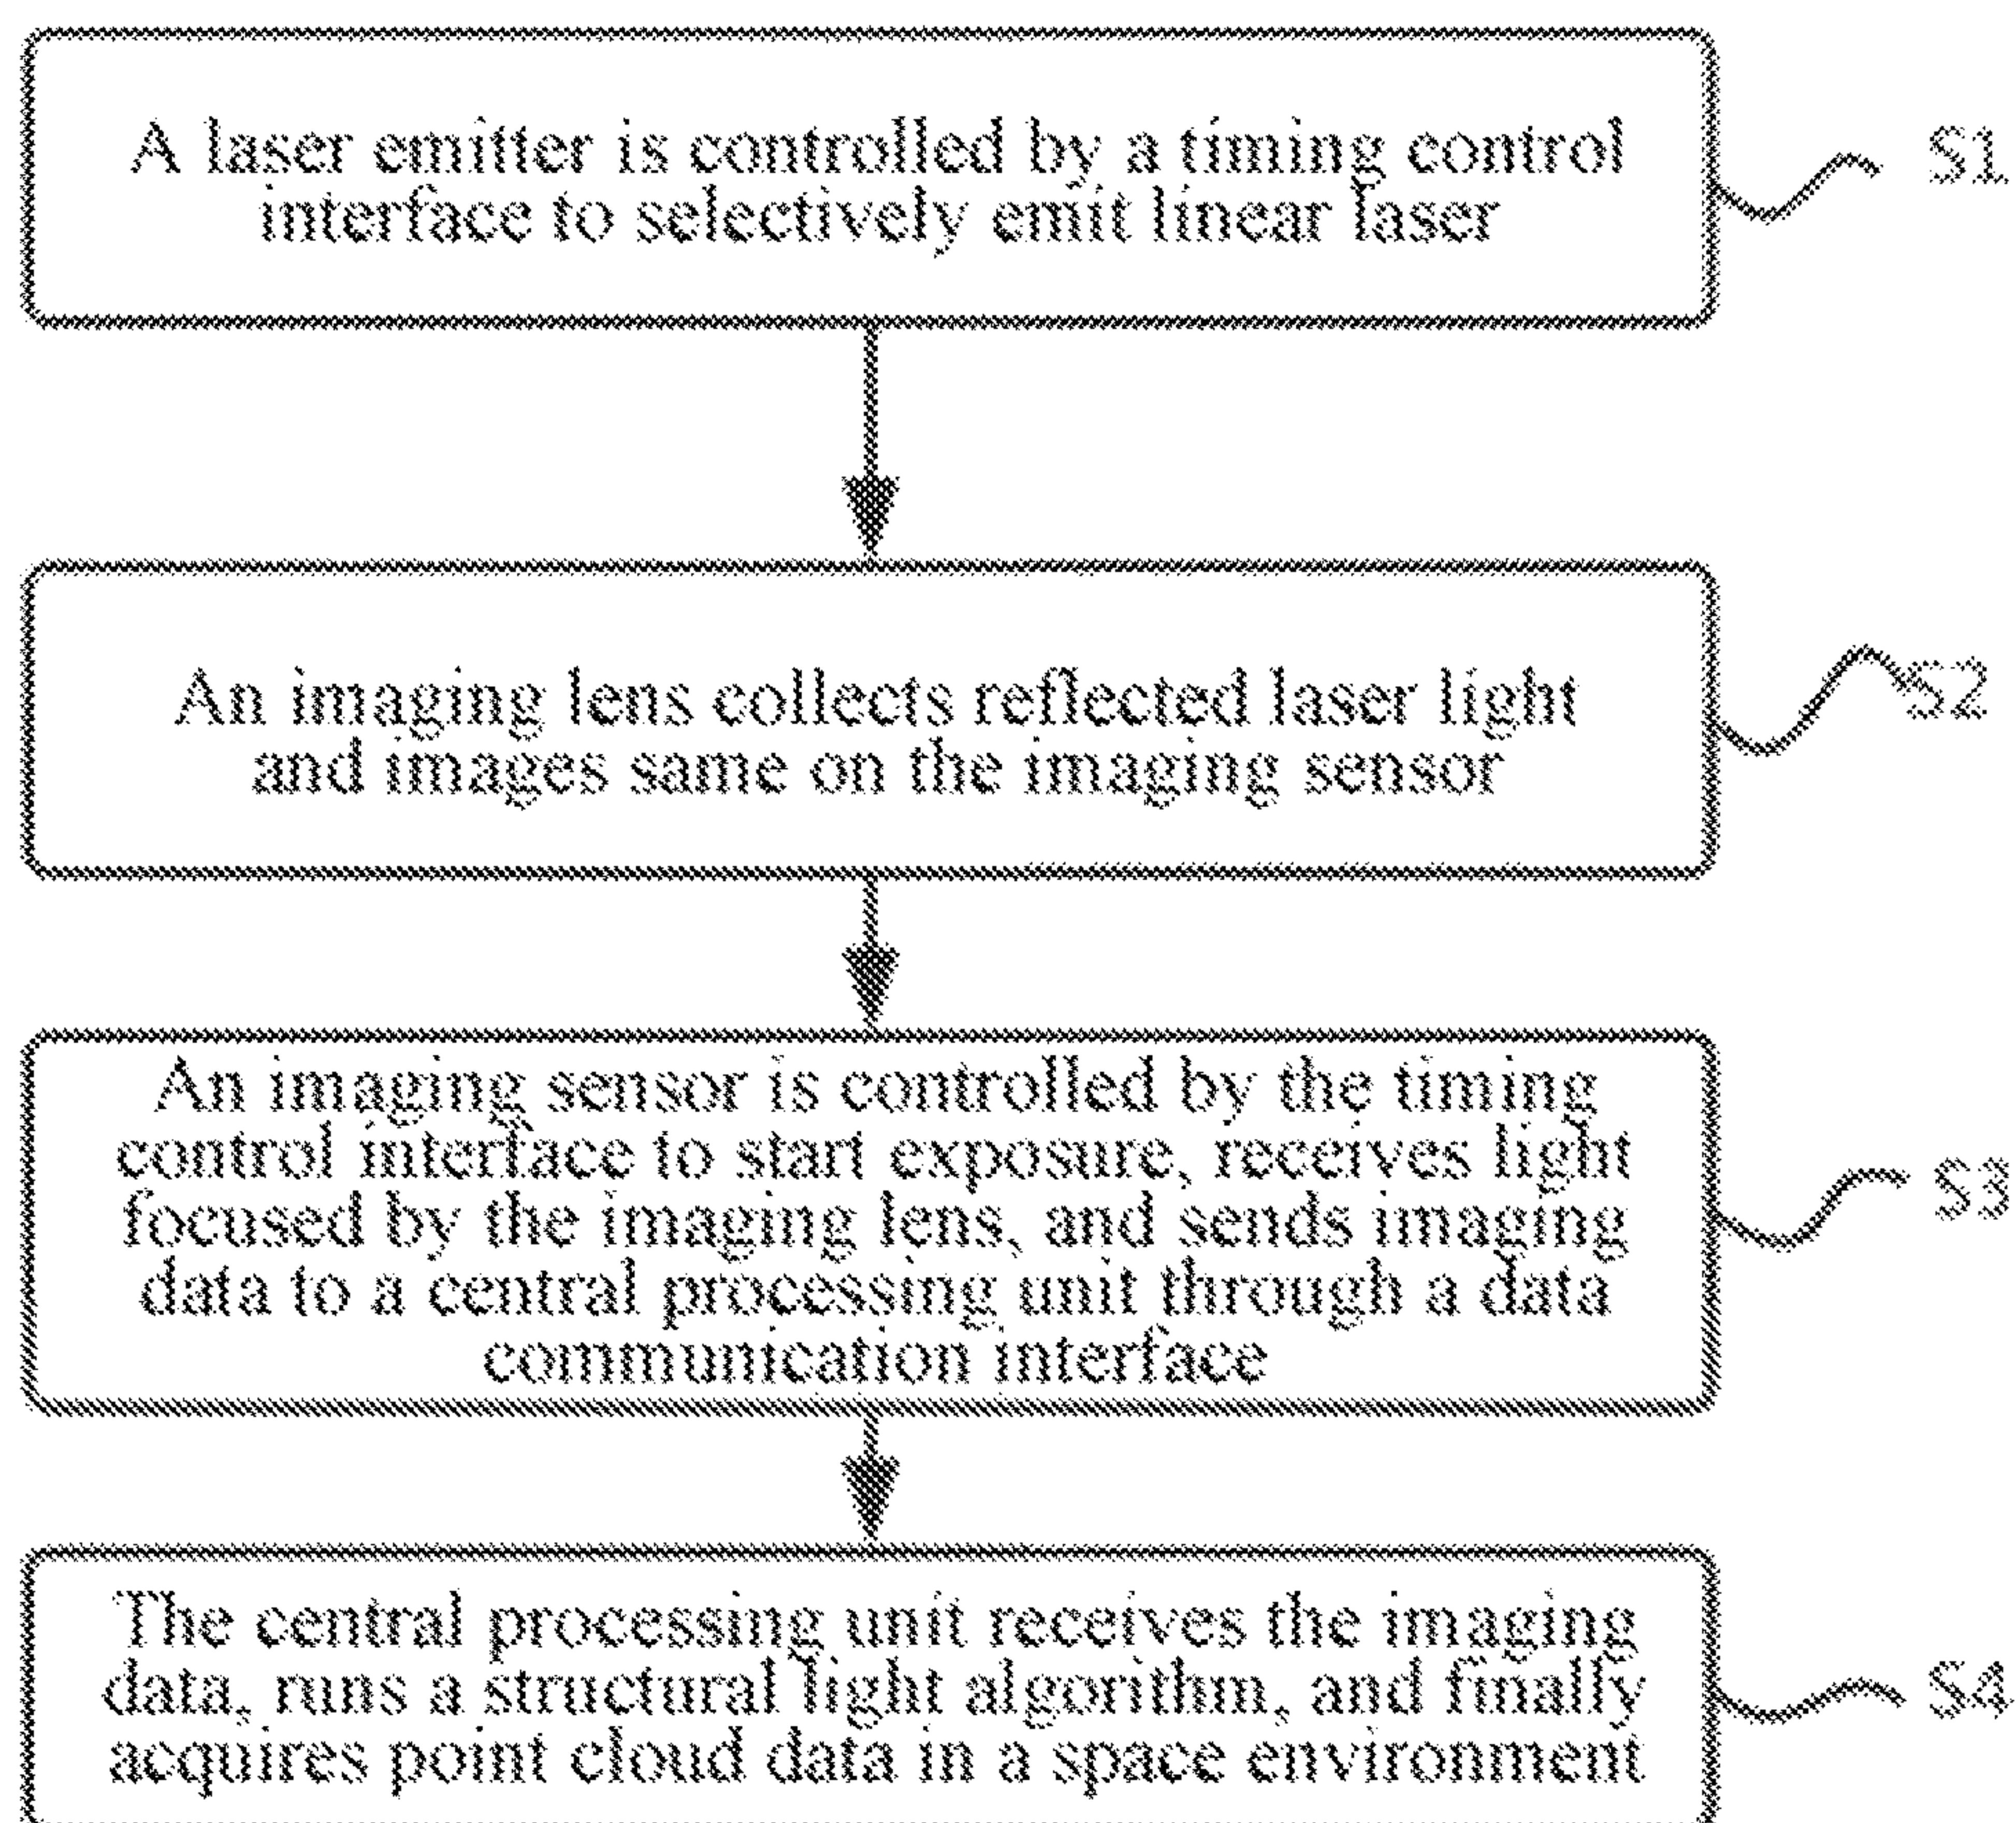 A laser emitter is controlled by a timing control
interface to selectively emit linear laser
S1
An imaging lens collects reflected laser light
and images same on the imaging sensor
S2
An imaging sensor is controlled by the timing
control interface to start exposure, receives light
focused by the imaging lens, and sends imaging
data to a central processing unit through a data
communication interface
S3
The central processing unit receives the imaging
data, runs a structural light algorithm, and finally
acquires point cloud data in a space environment
S4